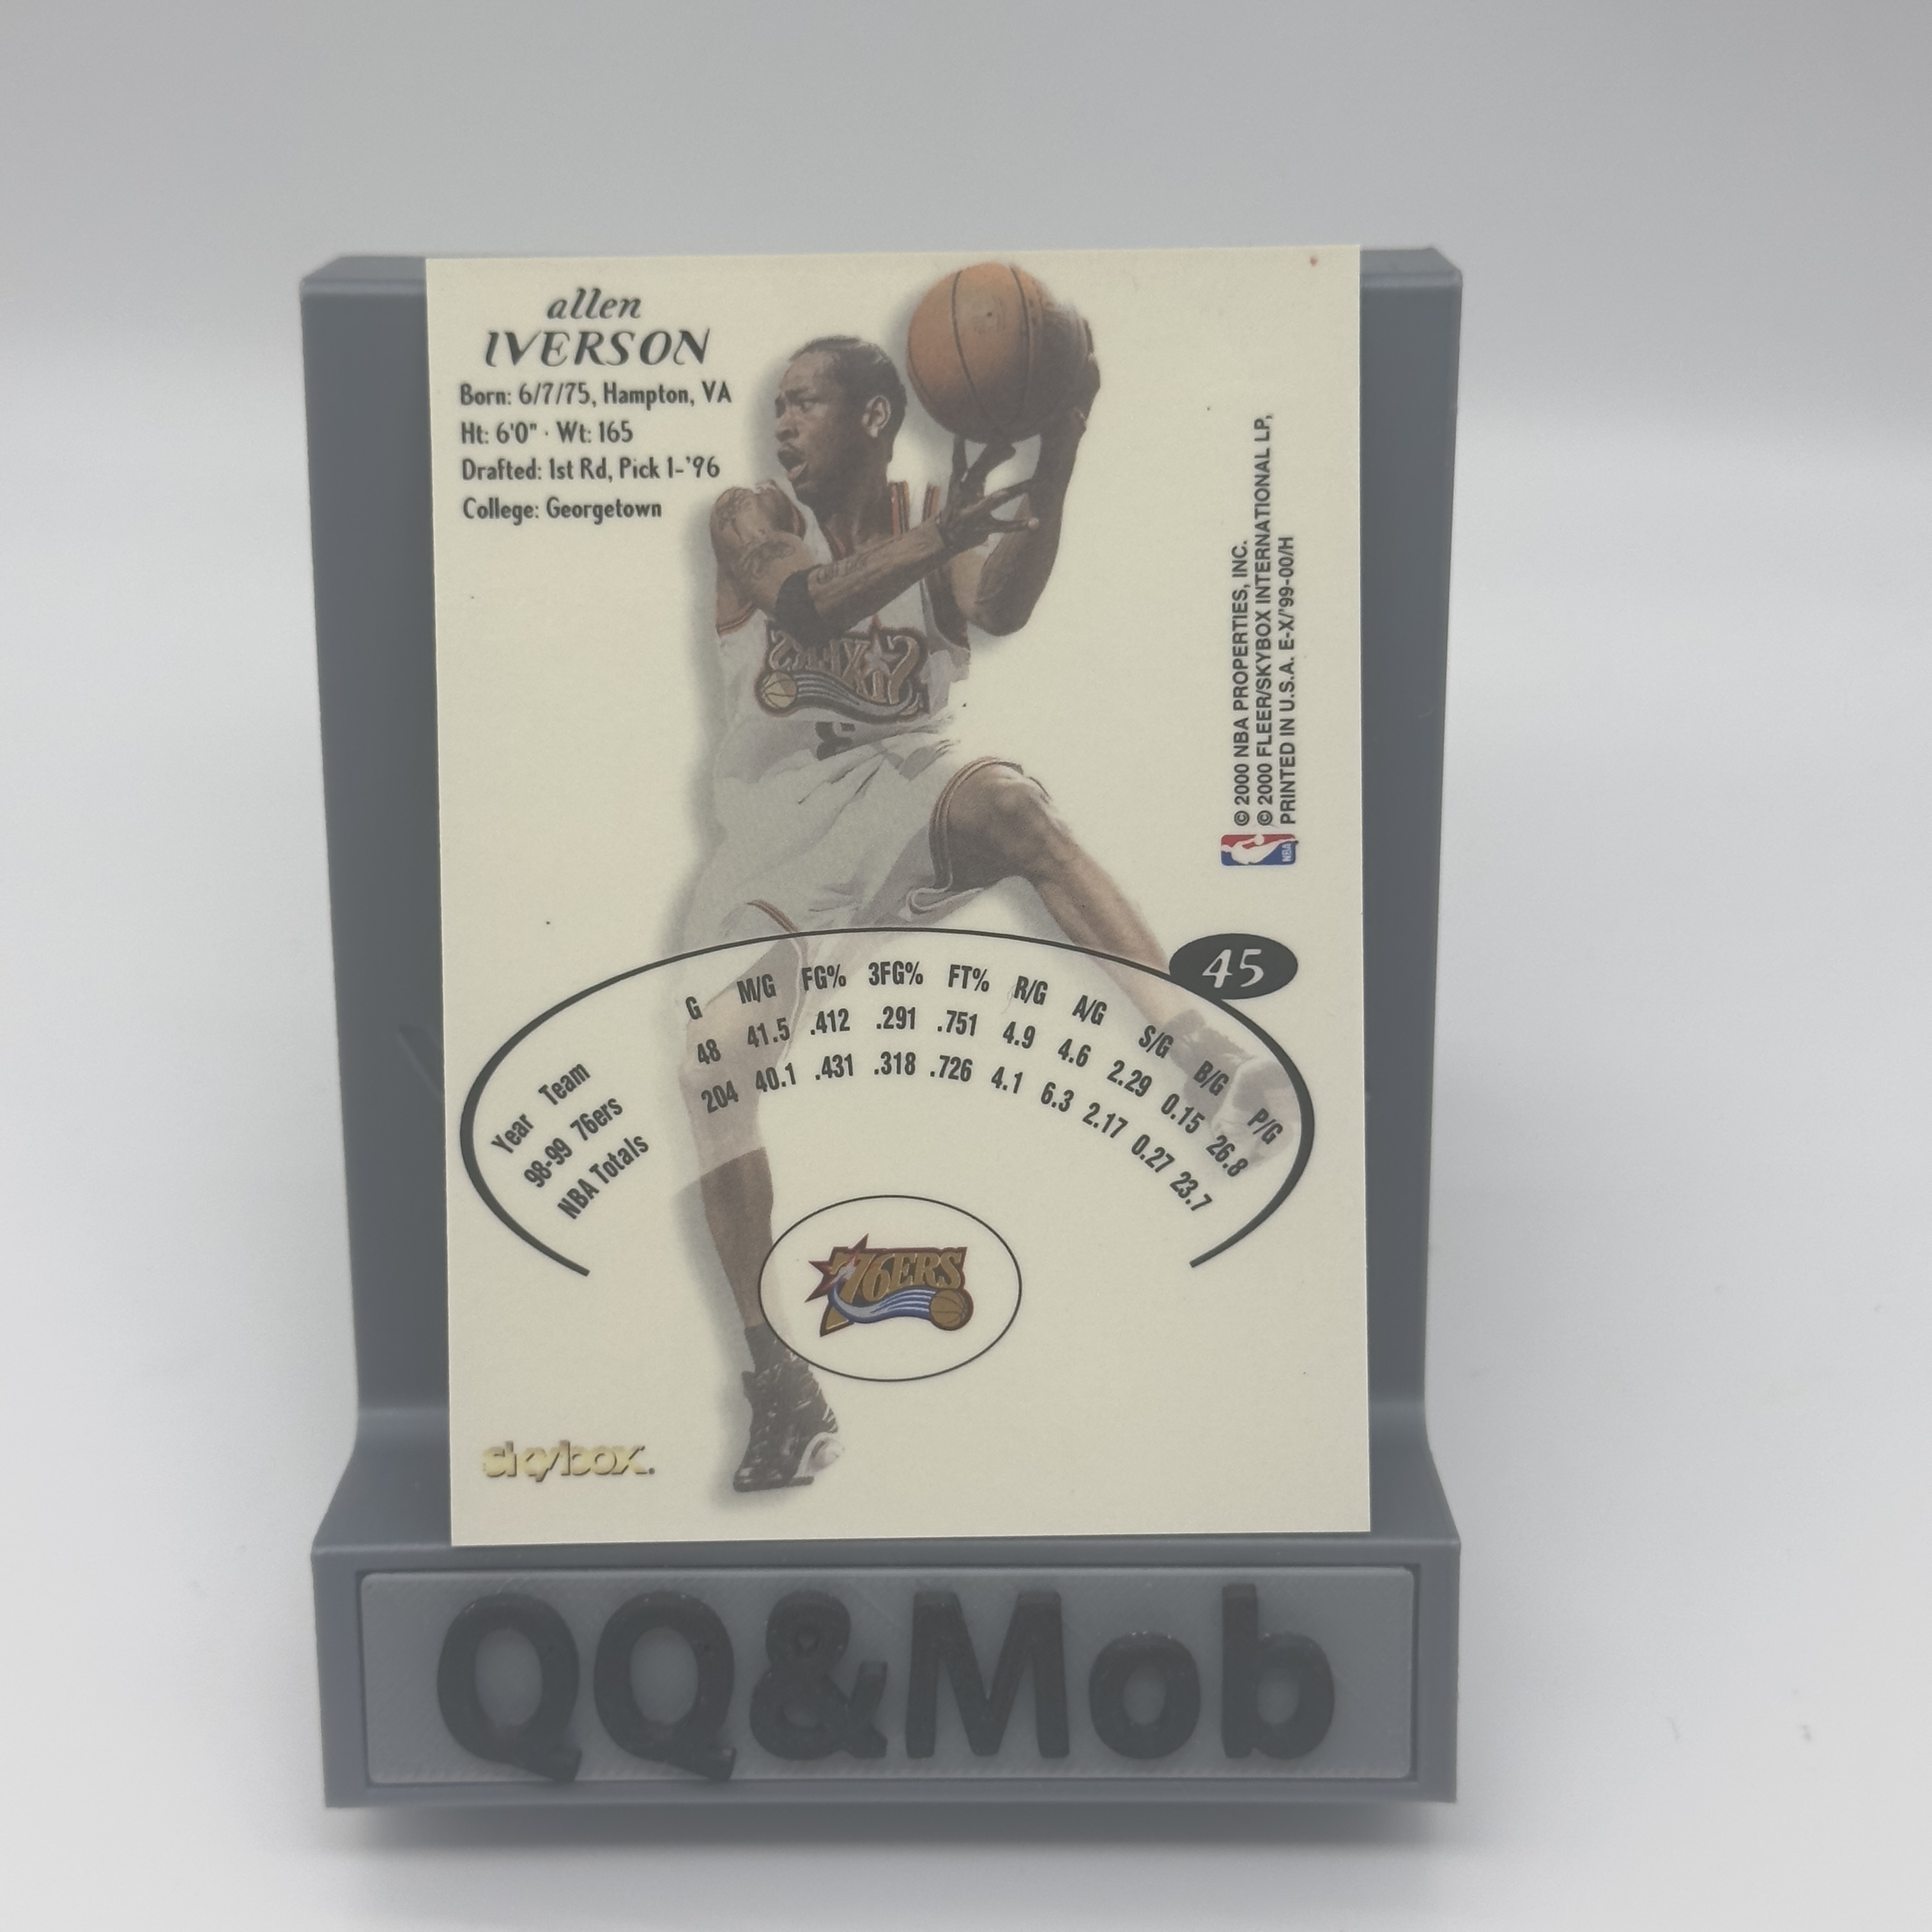 allen
IVERSON
Born: 6/7/75, Hampton, VA
Ht: 6'0" · Wt: 165
Drafted: 1st Rd, Pick 1-'96
College: Georgetown
© 2000 NBA PROPERTIES, INC.
© 2000 FLEER/SKYBOX INTERNATIONAL LP,
PRINTED IN U.S.A. E-X/'99-00/H
NBA
45
Year Team G M/G FG% 3FG% FT% R/G A/G S/G B/G P/G
98-99 76ers 48 41.5 .412 .291 .751 4.9 4.6 2.29 0.15 26.8
NBA Totals 204 40.1 .431 .318 .726 4.1 6.3 2.17 0.27 23.7
76ERS
skybox.
QQ&Mob